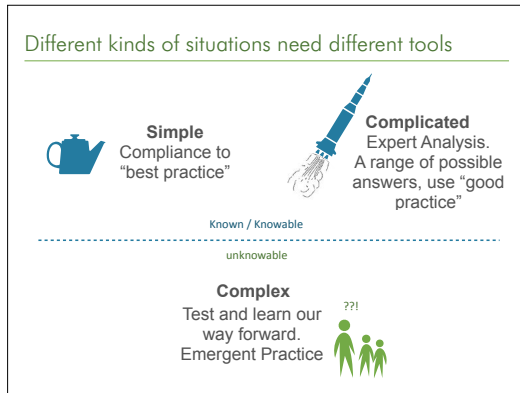 Different kinds of situations need different tools
Simple
Compliance to
“best practice”
Complicated
Expert Analysis.
A range of possible
answers, use “good
practice”
Known / Knowable
unknowable
Complex
Test and learn our
way forward.
Emergent Practice
??!